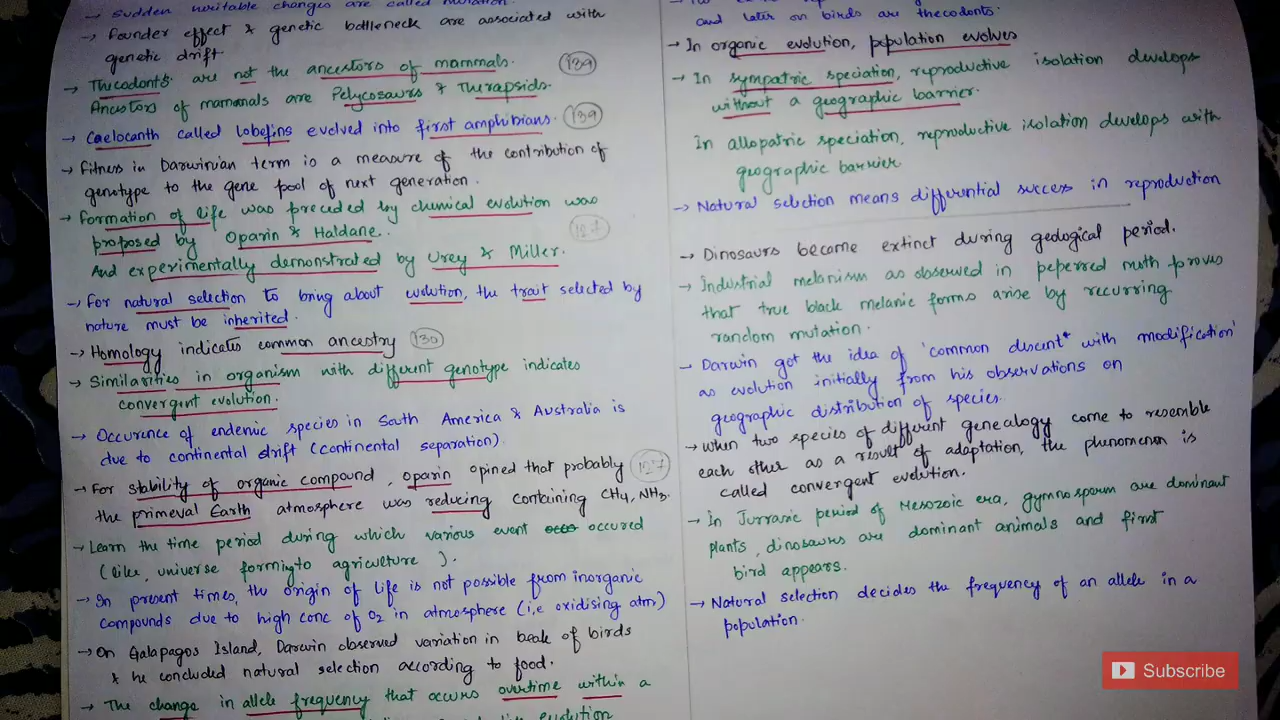 → Sudden heritable changes are called mutation.
→ founder effect & genetic bottleneck are associated with
genetic drift
→ Thecodonts are not the ancestors of mammals. 139
Ancestors of mamamals are Pelycosaurs & Therapsids.
→ Caelocanth called lobefins evolved into first amphibians. 139
→ fitness in Darwinian term is a measure of the contribution of
genotype to the gene pool of next generation.
→ formation of life was preceded by chemical evolution was
proposed by Oparin & Haldane. 127
And experimentally demonstrated by Urey & Miller.
→ For natural selection to bring about evolution, the trait selected by
nature must be inherited.
→ Homology indicates common ancestry 130
→ Similarities in organism with different genotype indicates
convergent evolution.
→ Occurence of endemic species in South America & Australia is
due to continental drift (continental separation).
→ For stability of organic compound, Oparin opined that probably 127
the primeval Earth atmosphere was reducing containing CH4, NH3.
→ Learn the time period during which various event occured
(like, universe forming to agriculture ).
→ In present times, the origin of life is not possible from inorganic
compounds due to high conc of O2 in atmosphere (i.e oxidising atm)
→ On Galapagos Island, Darwin observed variation in beak of birds
& he concluded natural selection according to food.
→ The change in allele frequency that occurs overtime within a
evolution
and later on birds are thecodonts.
→ In organic evolution, population evolves
→ In sympatric speciation, reproductive isolation develops
without a geographic barrier.
In allopatric speciation, reproductive isolation develops with
geographic barrier.
→ Natural selection means differential success in reproduction
→ Dinosaurs became extinct during geological period.
→ Industrial melanism as observed in pepered moth proves
that true black melanic forms arise by recurring
random mutation.
→ Darwin got the idea of 'common descent with modification'
as evolution initially from his observations on
geographic distribution of species.
→ When two species of different genealogy come to resemble
each other as a result of adaptation, the phenomenon is
called convergent evolution.
→ In Jurrasic period of Mesozoic era, gymnosperm are dominant
plants, dinosaurs are dominant animals and first
bird appears.
→ Natural selection decides the frequency of an allele in a
population.
Subscribe